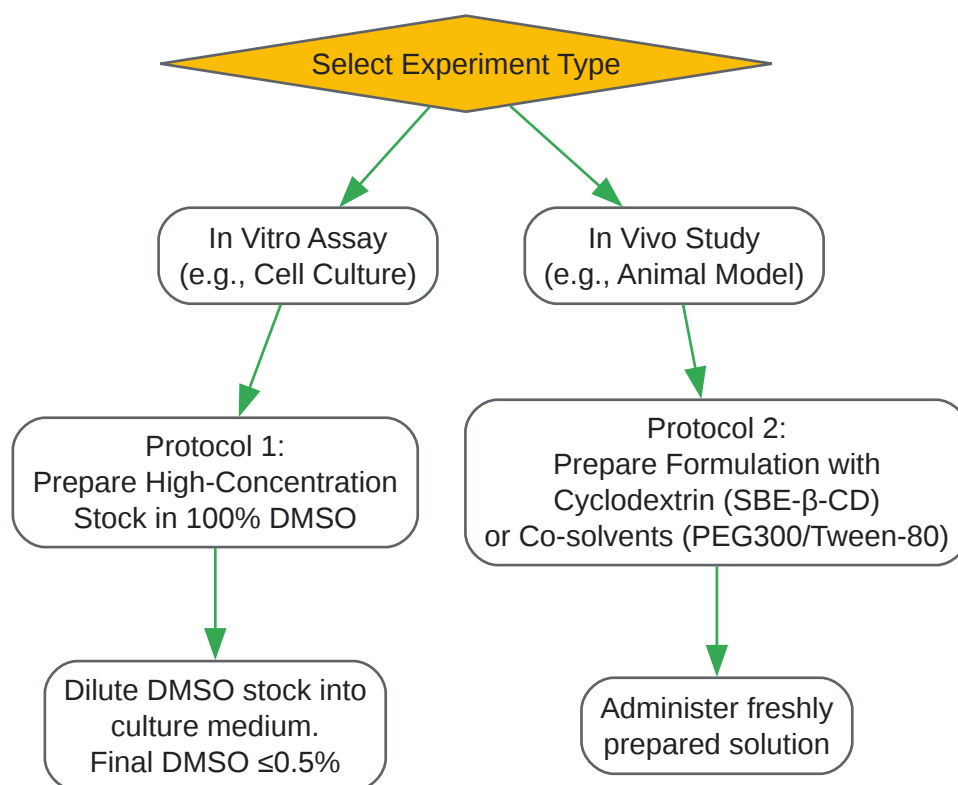 Select Experiment Type
In Vitro Assay
(e.g., Cell Culture)
In Vivo Study
(e.g., Animal Model)
Protocol 1:
Prepare High-Concentration
Stock in 100% DMSO
Protocol 2:
Prepare Formulation with
Cyclodextrin (SBE-β-CD)
or Co-solvents (PEG300/Tween-80)
Dilute DMSO stock into
culture medium.
Final DMSO ≤0.5%
Administer freshly
prepared solution